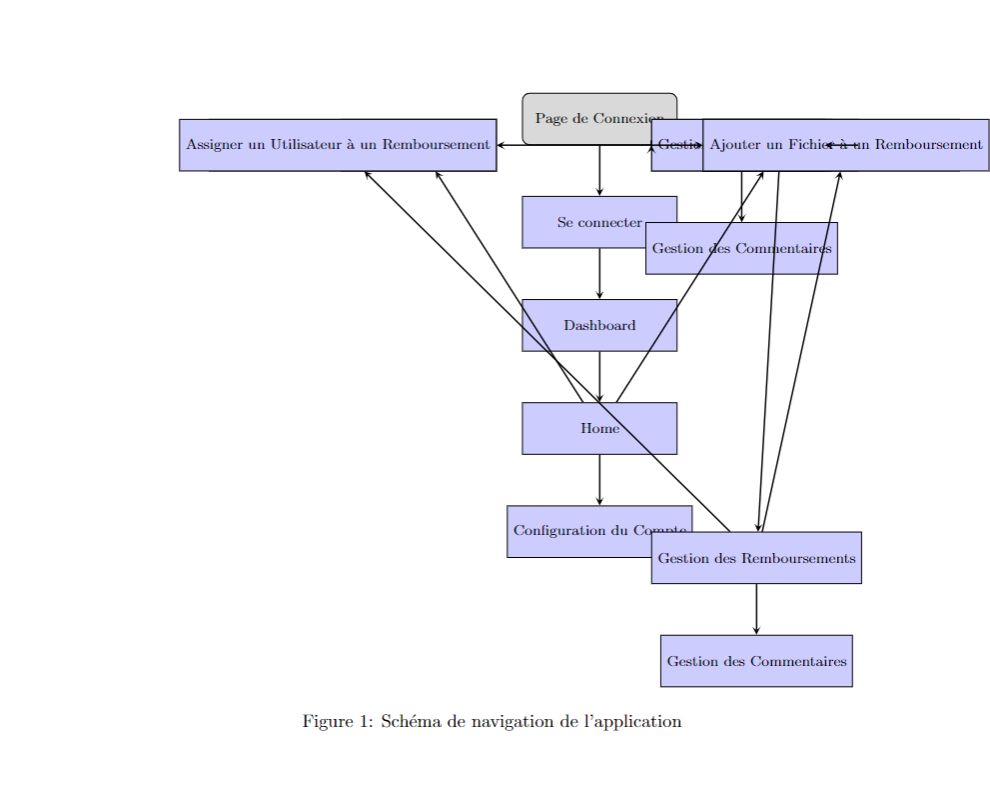 Page de Connexion
Assigner un Utilisateur à un Remboursement
Gestio
Ajouter un Fichier à un Remboursement
Se connecter
Gestion des Commentaires
Dashboard
Home
Configuration du Compte
Gestion des Remboursements
Gestion des Commentaires
Figure 1: Schéma de navigation de l'application